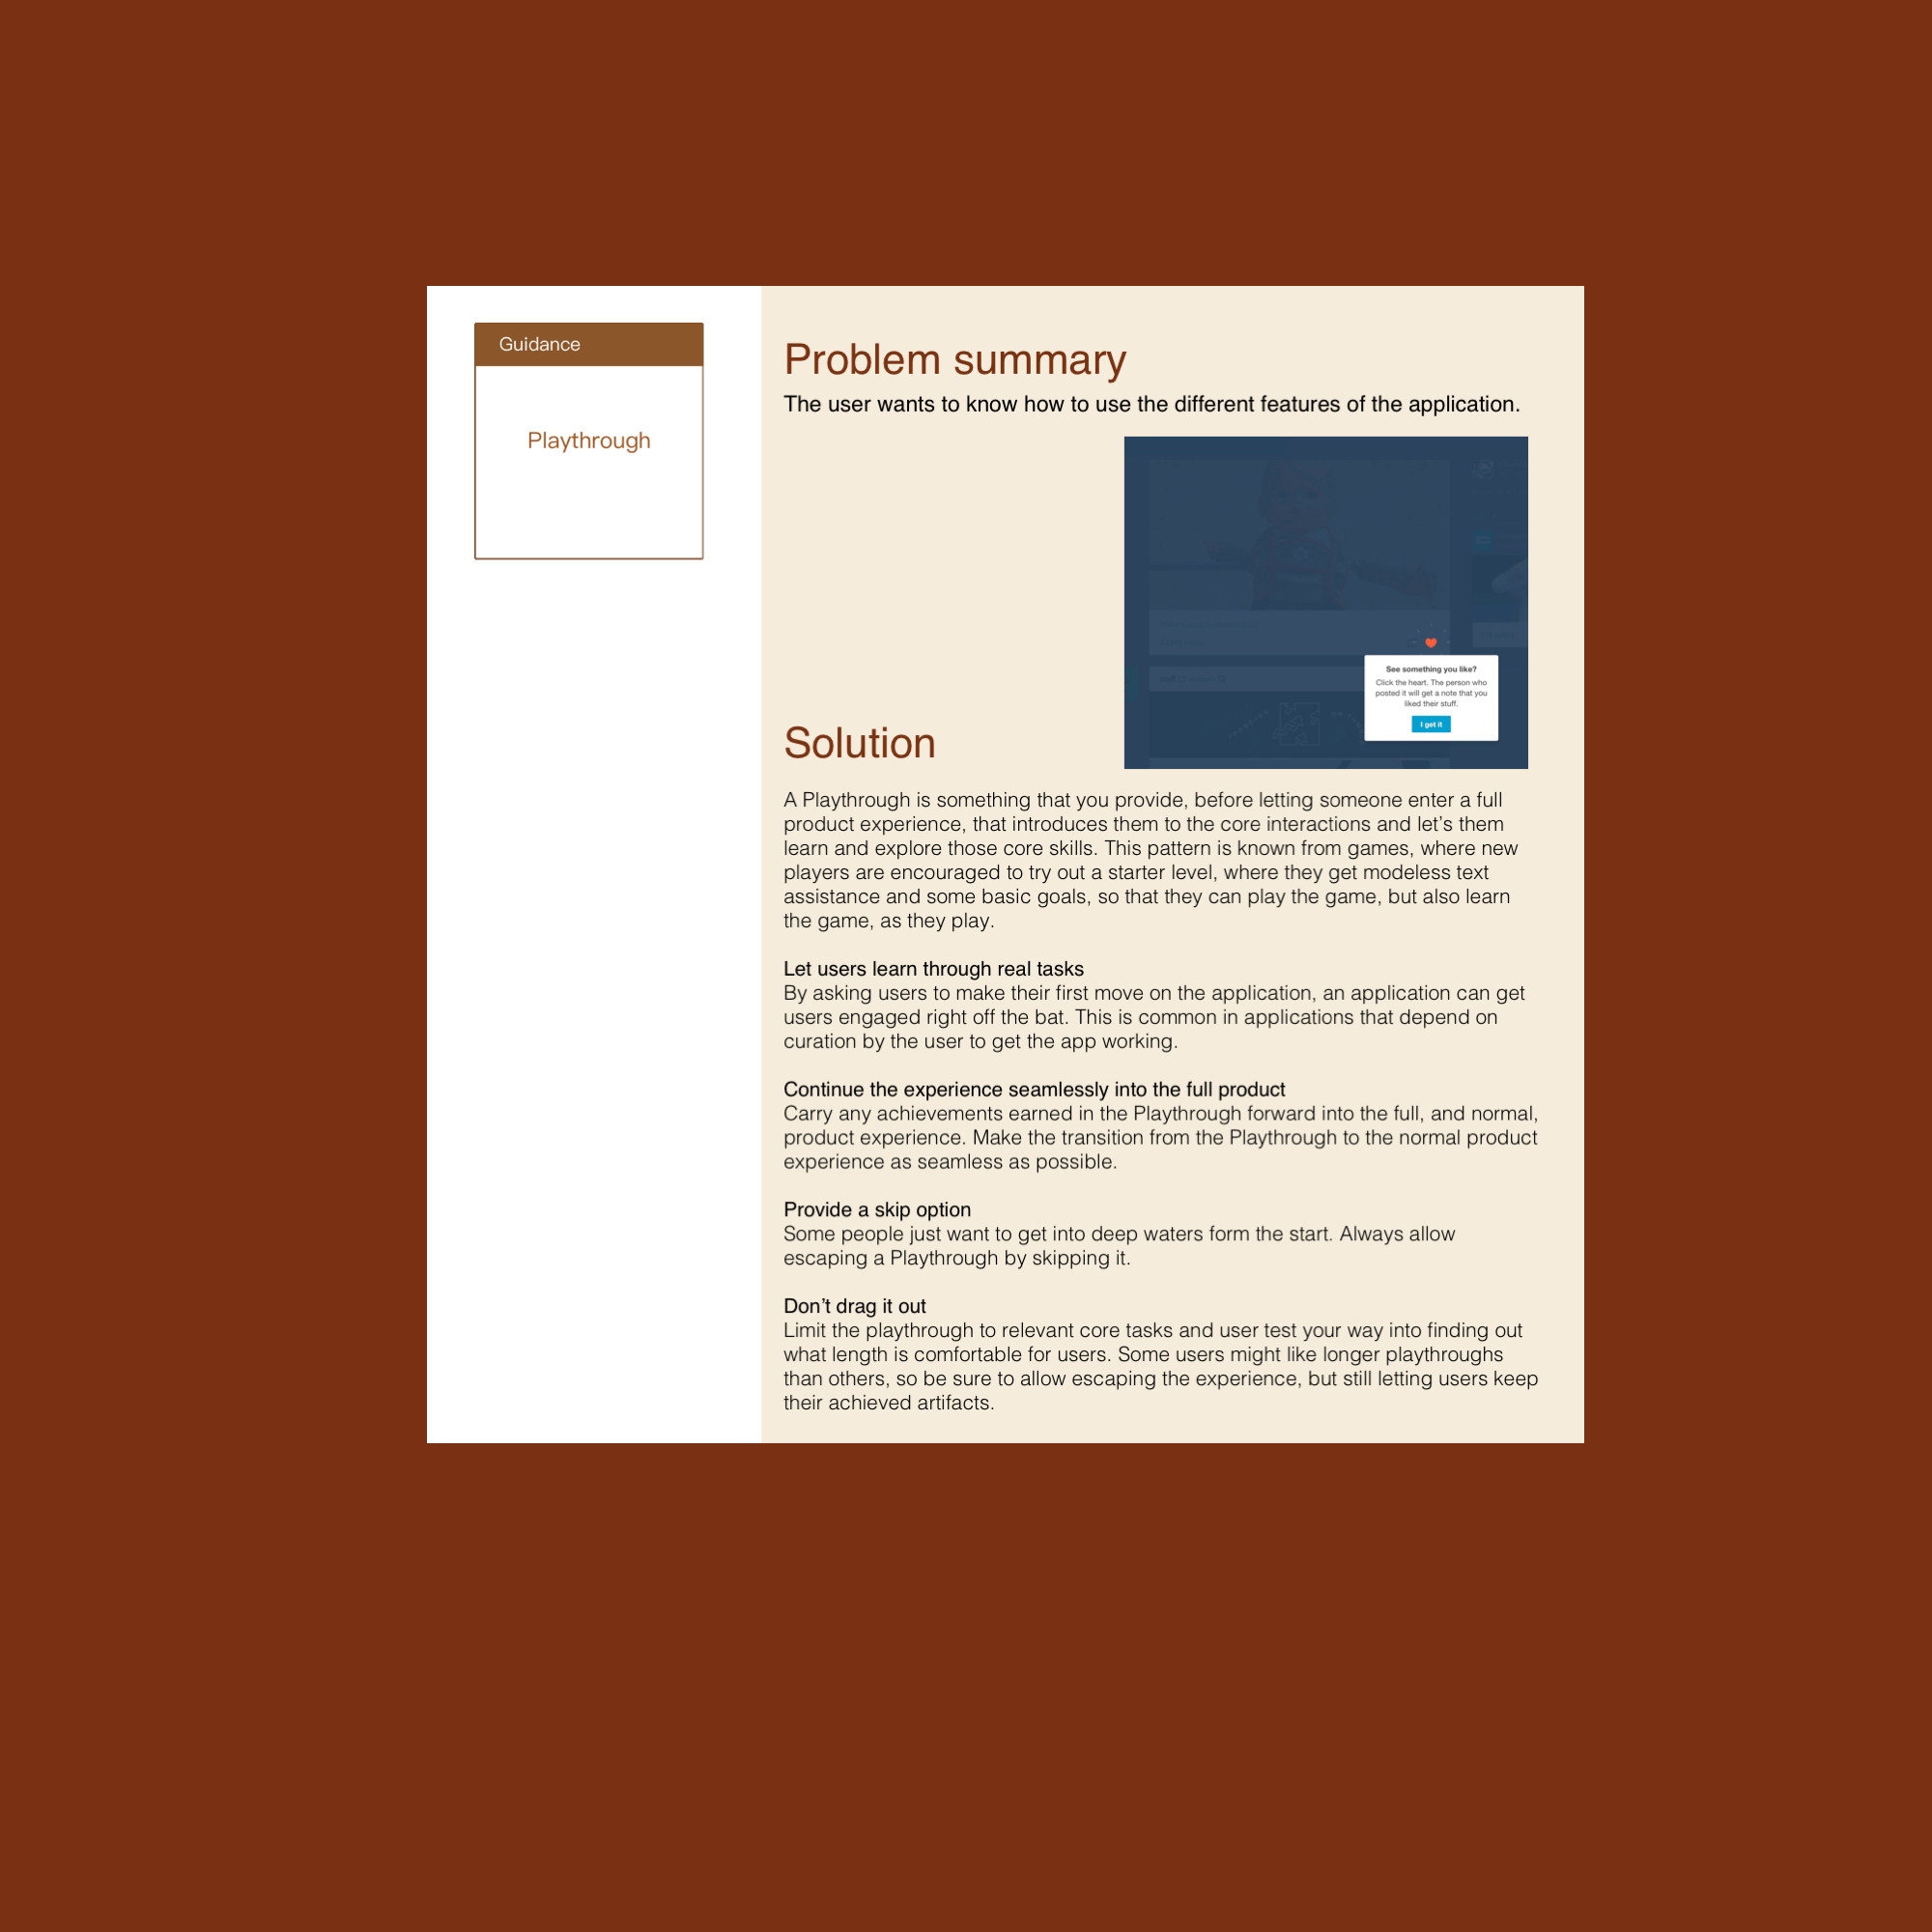 Guidance
Playthrough
Problem summary
The user wants to know how to use the different features of the application.
See something you like?
Click the heart. The person who
posted it will get a note that you
liked their stuff.
I got it
Solution
A Playthrough is something that you provide, before letting someone enter a full
product experience, that introduces them to the core interactions and let’s them
learn and explore those core skills. This pattern is known from games, where new
players are encouraged to try out a starter level, where they get modeless text
assistance and some basic goals, so that they can play the game, but also learn
the game, as they play.
Let users learn through real tasks
By asking users to make their first move on the application, an application can get
users engaged right off the bat. This is common in applications that depend on
curation by the user to get the app working.
Continue the experience seamlessly into the full product
Carry any achievements earned in the Playthrough forward into the full, and normal,
product experience. Make the transition from the Playthrough to the normal product
experience as seamless as possible.
Provide a skip option
Some people just want to get into deep waters form the start. Always allow
escaping a Playthrough by skipping it.
Don’t drag it out
Limit the playthrough to relevant core tasks and user test your way into finding out
what length is comfortable for users. Some users might like longer playthroughs
than others, so be sure to allow escaping the experience, but still letting users keep
their achieved artifacts.